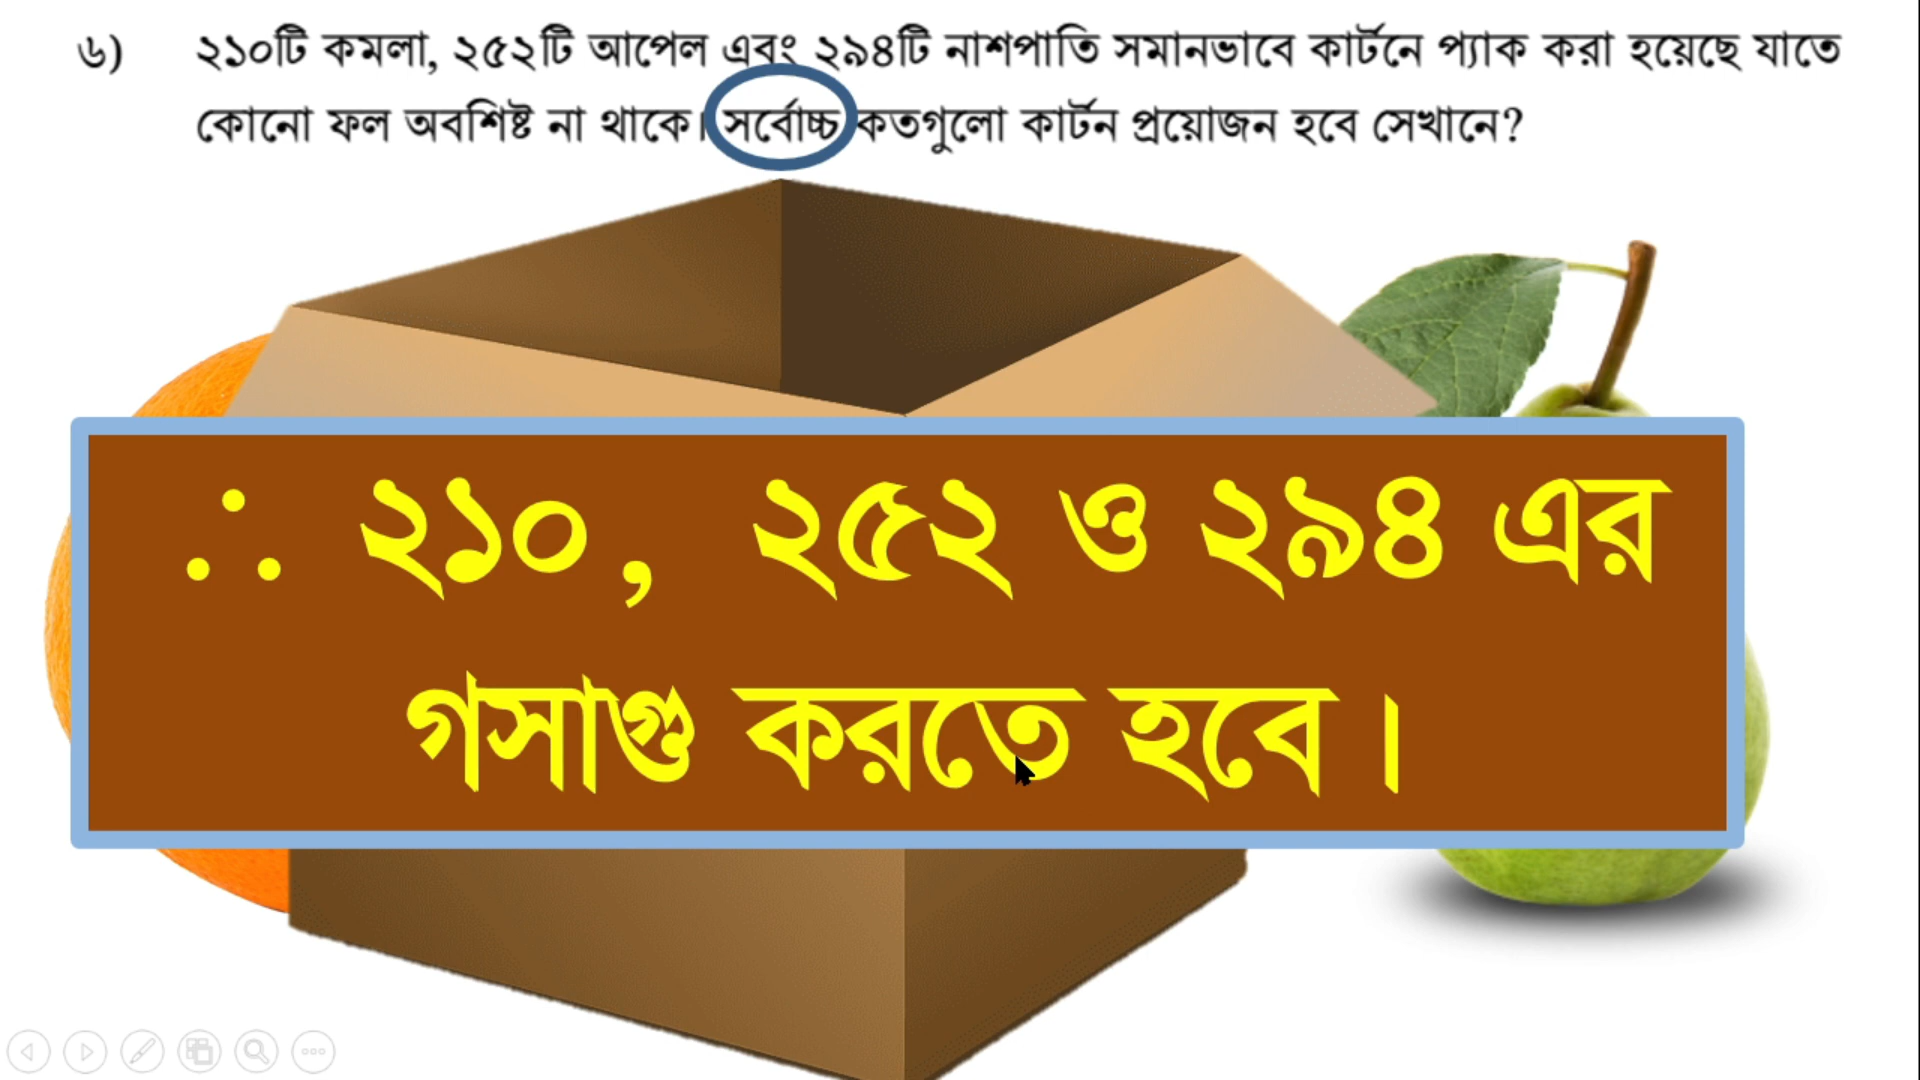 ৬) ২১০টি কমলা, ২৫২টি আপেল এবং ২৯৪টি নাশপাতি সমানভাবে কার্টনে প্যাক করা হয়েছে যাতে
কোনো ফল অবশিষ্ট না থাকে। সর্বোচ্চ কতগুলো কার্টন প্রয়োজন হবে সেখানে?
∴ ২১০, ২৫২ ও ২৯৪ এর
গসাগু করতে হবে।